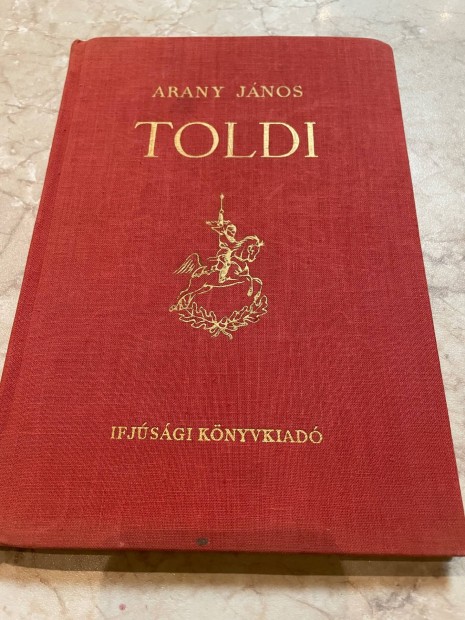 ARANY JÁNOS
TOLDI
IFJÚSÁGI KÖNYVKIADÓ